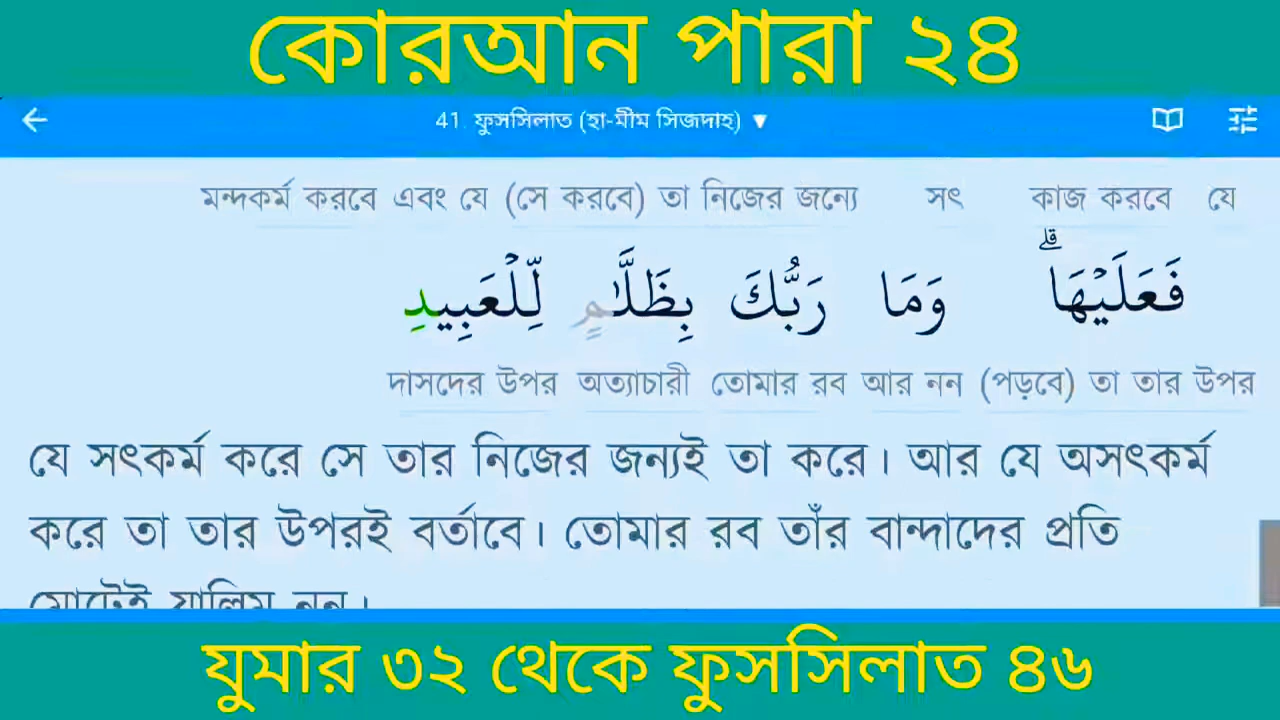 কোরআন পারা ২৪
41. ফুসসিলাত (হা-মীম সিজদাহ) ▼
মন্দকর্ম করবে এবং যে (সে করবে) তা নিজের জন্যে সৎ কাজ করবে যে
فَعَلَيْهَا ۗ وَمَا رَبُّكَ بِظَلَّٰمٍ لِّلْعَبِيدِ
দাসদের উপর অত্যাচারী তোমার রব আর নন (পড়বে) তা তার উপর
যে সৎকর্ম করে সে তার নিজের জন্যই তা করে। আর যে অসৎকর্ম
করে তা তার উপরই বর্তাবে। তোমার রব তাঁর বান্দাদের প্রতি
মোটেই যালিম নন।
যুমার ৩২ থেকে ফুসসিলাত ৪৬